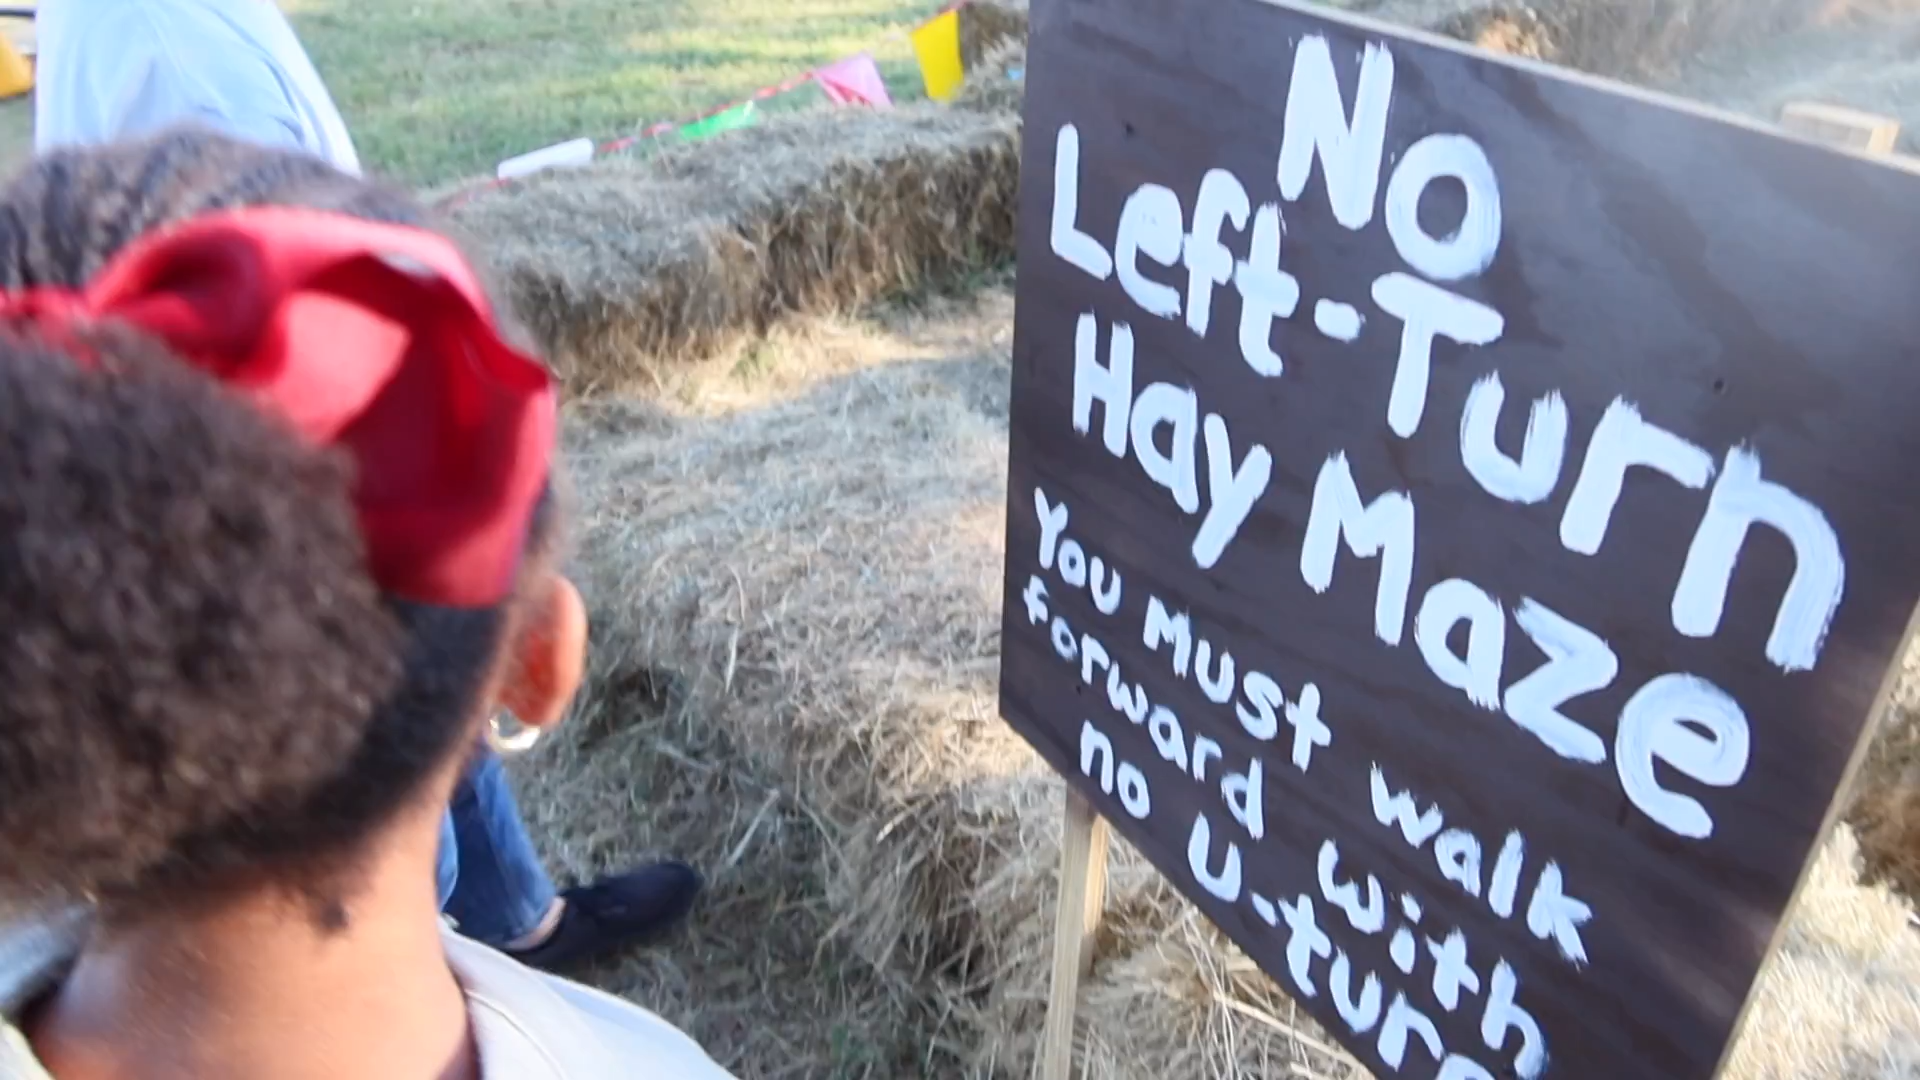 No
Left-Turn
Hay Maze
You Must walk
forward with
no U-turn